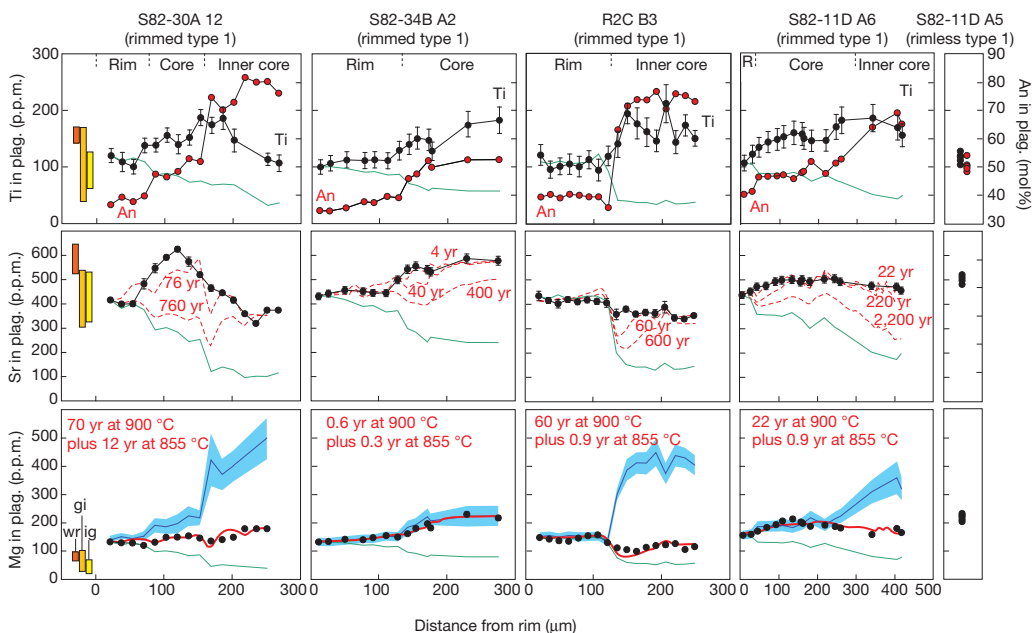 S82-30A 12
(rimmed type 1)
S82-34B A2
(rimmed type 1)
R2C B3
(rimmed type 1)
S82-11D A6
(rimmed type 1)
S82-11D A5
(rimless type 1)
Ti in plag. (p.p.m.)
300
200
100
0
Rim
Core
Inner core
Ti
An
Rim
Core
Ti
An
Rim
Inner core
Ti
An
R
Core
Inner core
Ti
An
90
80
70
60
50
40
30
An in plag. (mol%)
Sr in plag. (p.p.m.)
600
500
400
300
200
100
0
76 yr
760 yr
4 yr
40 yr
400 yr
60 yr
600 yr
22 yr
220 yr
2,200 yr
Mg in plag. (p.p.m.)
500
400
300
200
100
0
70 yr at 900 °C
plus 12 yr at 855 °C
gi
wr
ig
0.6 yr at 900 °C
plus 0.3 yr at 855 °C
60 yr at 900 °C
plus 0.9 yr at 855 °C
22 yr at 900 °C
plus 0.9 yr at 855 °C
0
100
200
300
0
100
200
300
0
100
200
300
0
100
200
300
400
500
Distance from rim (μm)